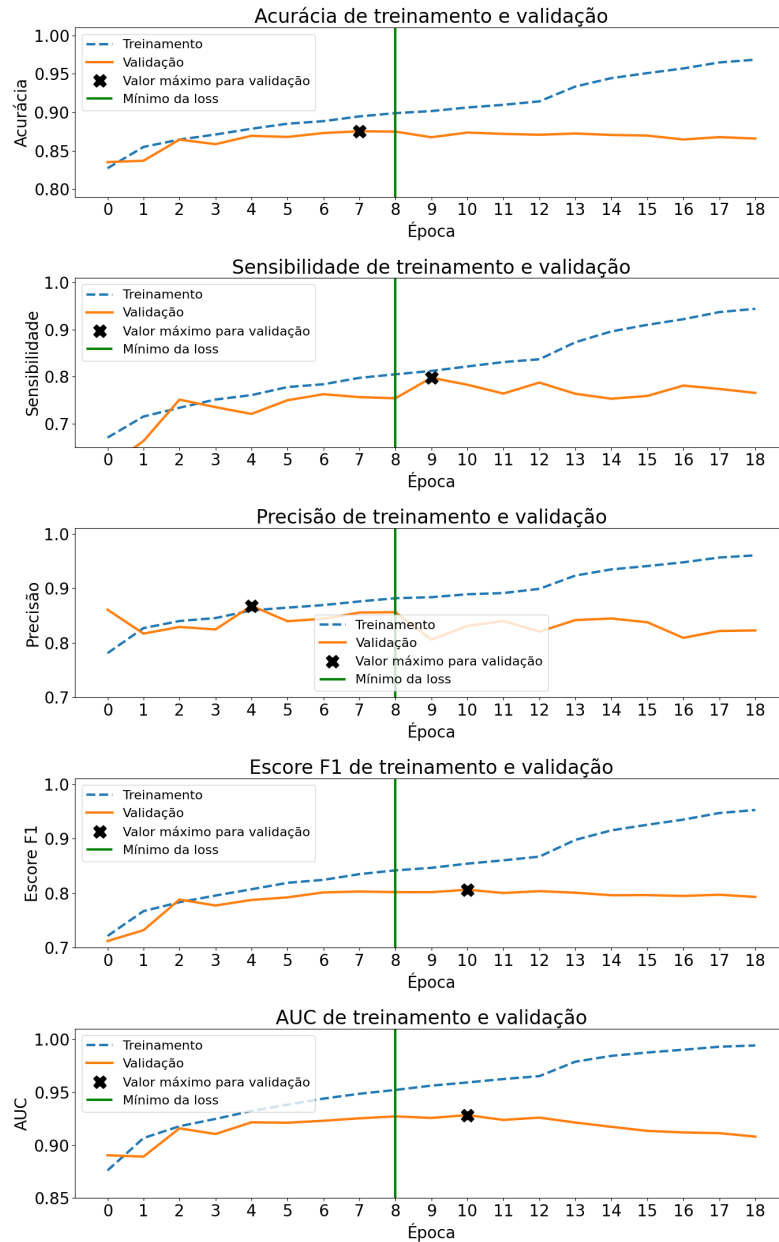 Acurácia de treinamento e validação
1.00
0.95
0.90
0.85
0.80
Acurácia
Treinamento
Validação
Valor máximo para validação
Mínimo da loss
0 1 2 3 4 5 6 7 8 9 10 11 12 13 14 15 16 17 18
Época
Sensibilidade de treinamento e validação
1.0
0.9
0.8
0.7
Sensibilidade
Treinamento
Validação
Valor máximo para validação
Mínimo da loss
0 1 2 3 4 5 6 7 8 9 10 11 12 13 14 15 16 17 18
Época
Precisão de treinamento e validação
1.0
0.9
0.8
0.7
Precisão
Treinamento
Validação
Valor máximo para validação
Mínimo da loss
0 1 2 3 4 5 6 7 8 9 10 11 12 13 14 15 16 17 18
Época
Escore F1 de treinamento e validação
1.0
0.9
0.8
0.7
Escore F1
Treinamento
Validação
Valor máximo para validação
Mínimo da loss
0 1 2 3 4 5 6 7 8 9 10 11 12 13 14 15 16 17 18
Época
AUC de treinamento e validação
1.00
0.95
0.90
0.85
AUC
Treinamento
Validação
Valor máximo para validação
Mínimo da loss
0 1 2 3 4 5 6 7 8 9 10 11 12 13 14 15 16 17 18
Época